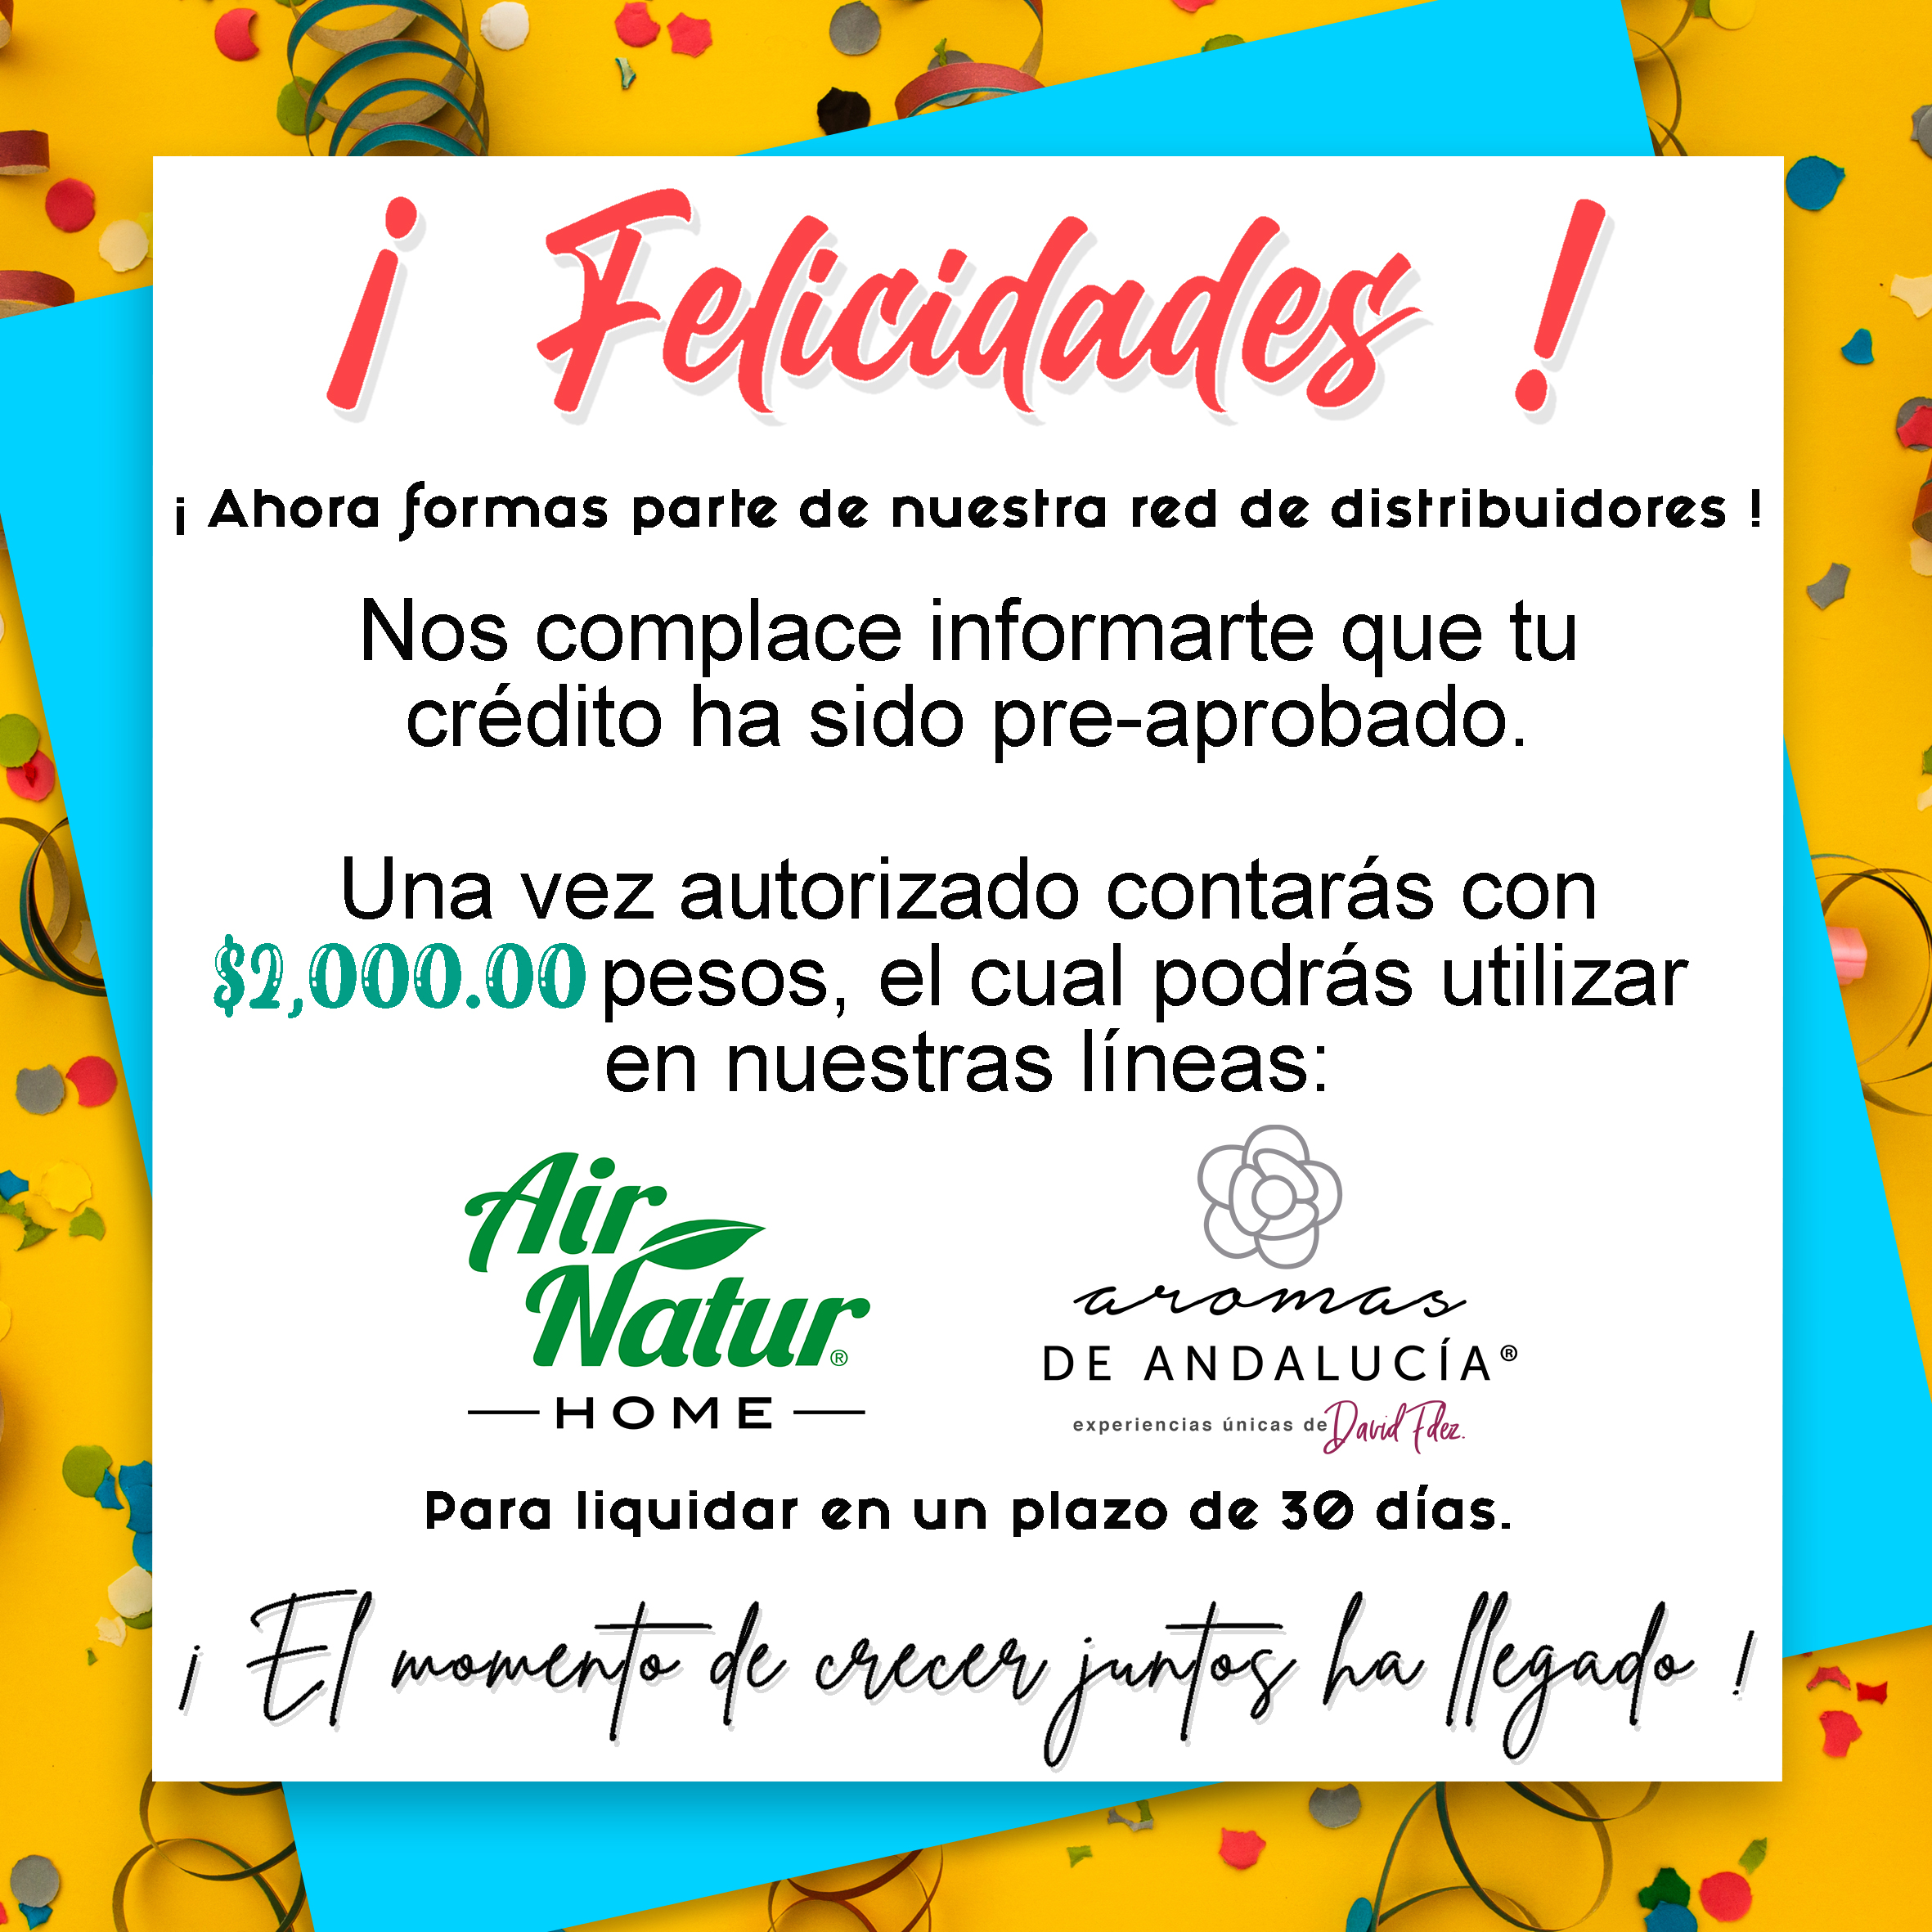 ¡ Felicidades !
¡ Ahora formas parte de nuestra red de distribuidores !
Nos complace informarte que tu
crédito ha sido pre-aprobado.
Una vez autorizado contarás con
$2,000.00 pesos, el cual podrás utilizar
en nuestras líneas:
Air
Natur®
HOME
aromas
DE ANDALUCÍA®
experiencias únicas de David Fdez.
Para liquidar en un plazo de 30 días.
¡ El momento de crecer juntos ha llegado !